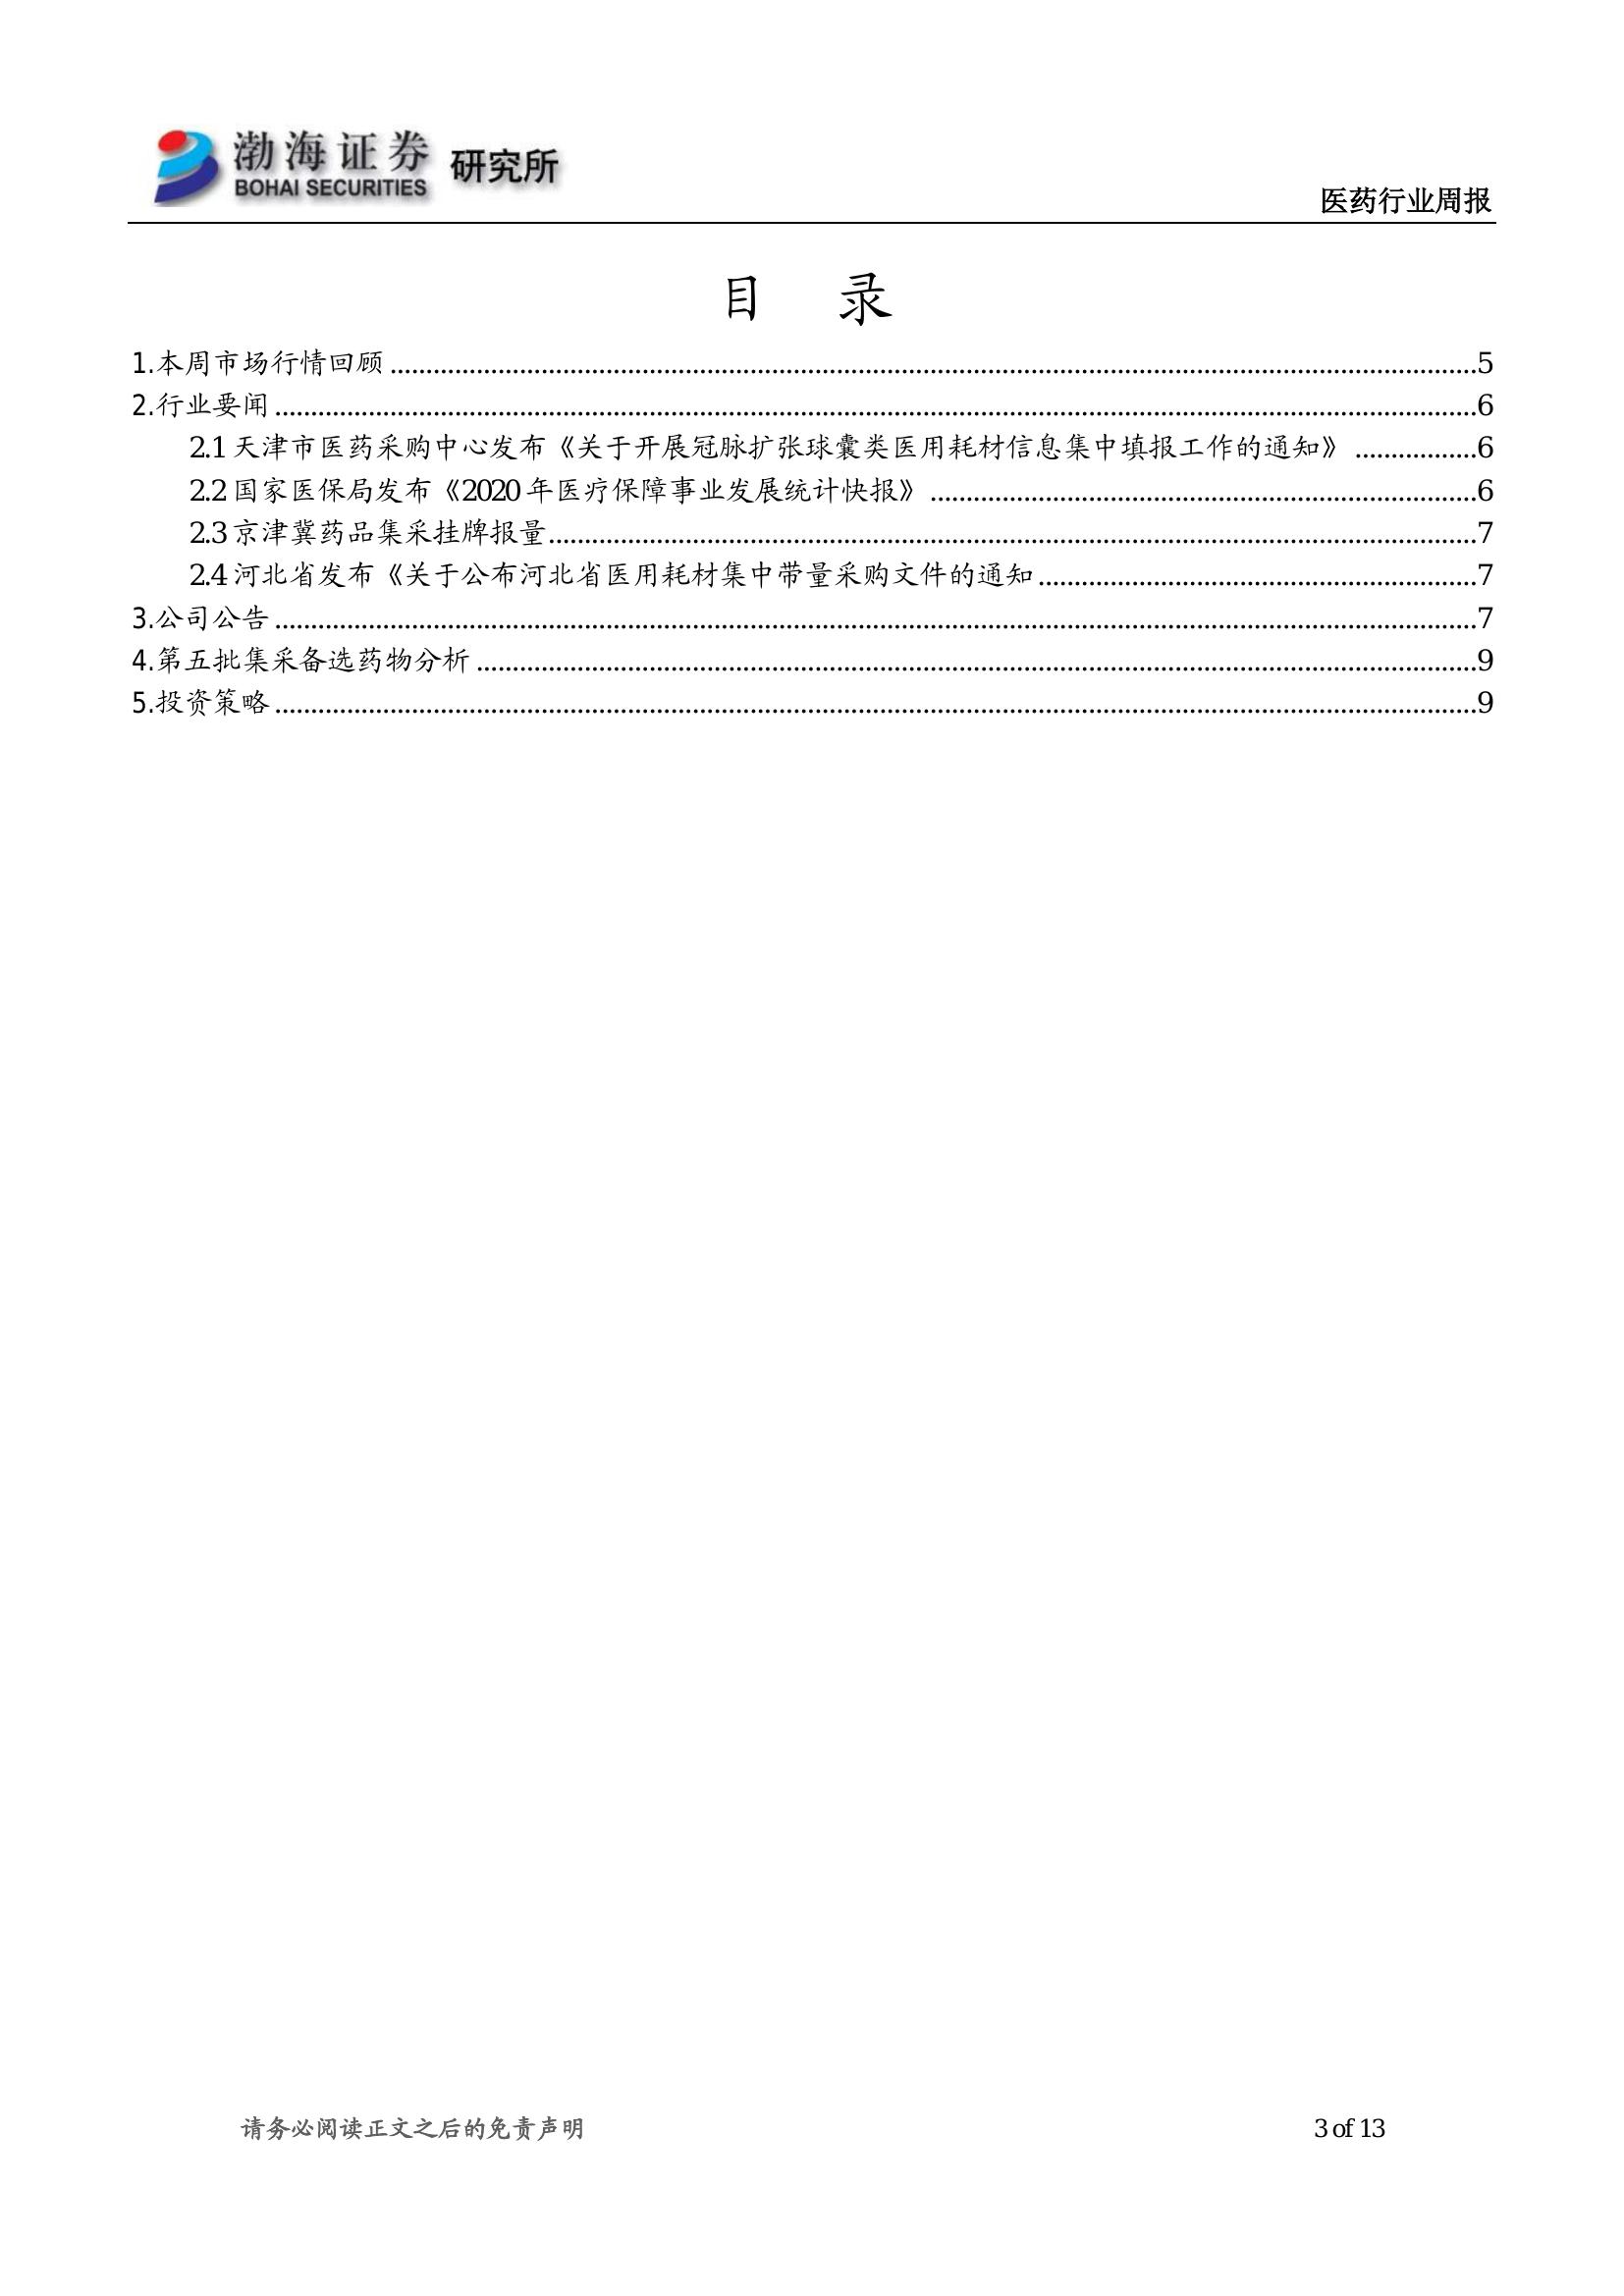 渤海证券 研究所
BOHAI SECURITIES
医药行业周报
目 录
1.本周市场行情回顾 ........ 5
2.行业要闻 ........ 6
2.1 天津市医药采购中心发布《关于开展冠脉扩张球囊类医用耗材信息集中填报工作的通知》 ........ 6
2.2 国家医保局发布《2020 年医疗保障事业发展统计快报》 ........ 6
2.3 京津冀药品集采挂牌报量 ........ 7
2.4 河北省发布《关于公布河北省医用耗材集中带量采购文件的通知 ........ 7
3.公司公告 ........ 7
4.第五批集采备选药物分析 ........ 9
5.投资策略 ........ 9
请务必阅读正文之后的免责声明 3 of 13